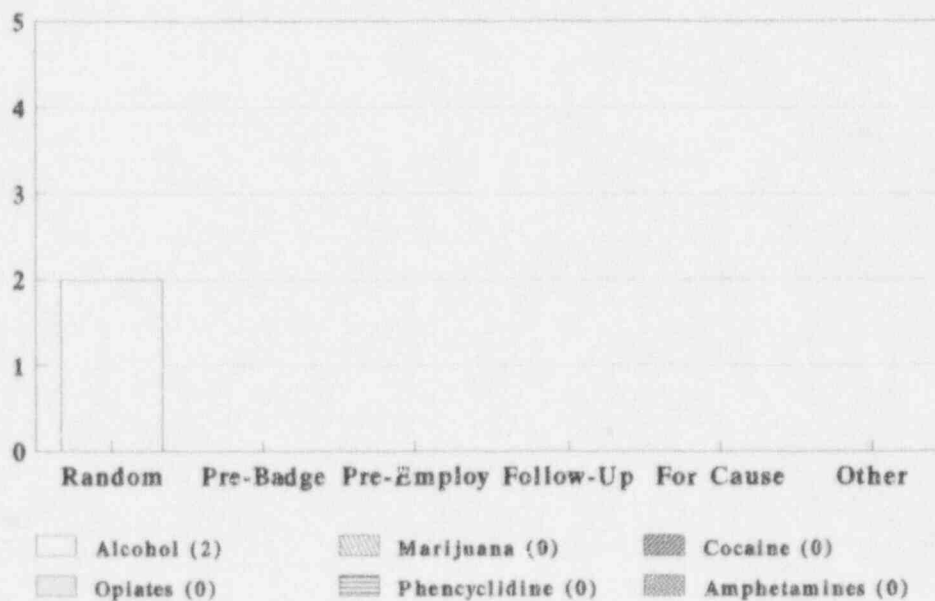 5
4
3
2
1
0
Random Pre-Badge Pre-Employ Follow-Up For Cause Other
Alcohol (2) Marijuana (0) Cocaine (0)
Opiates (0) Phencyclidine (0) Amphetamines (0)